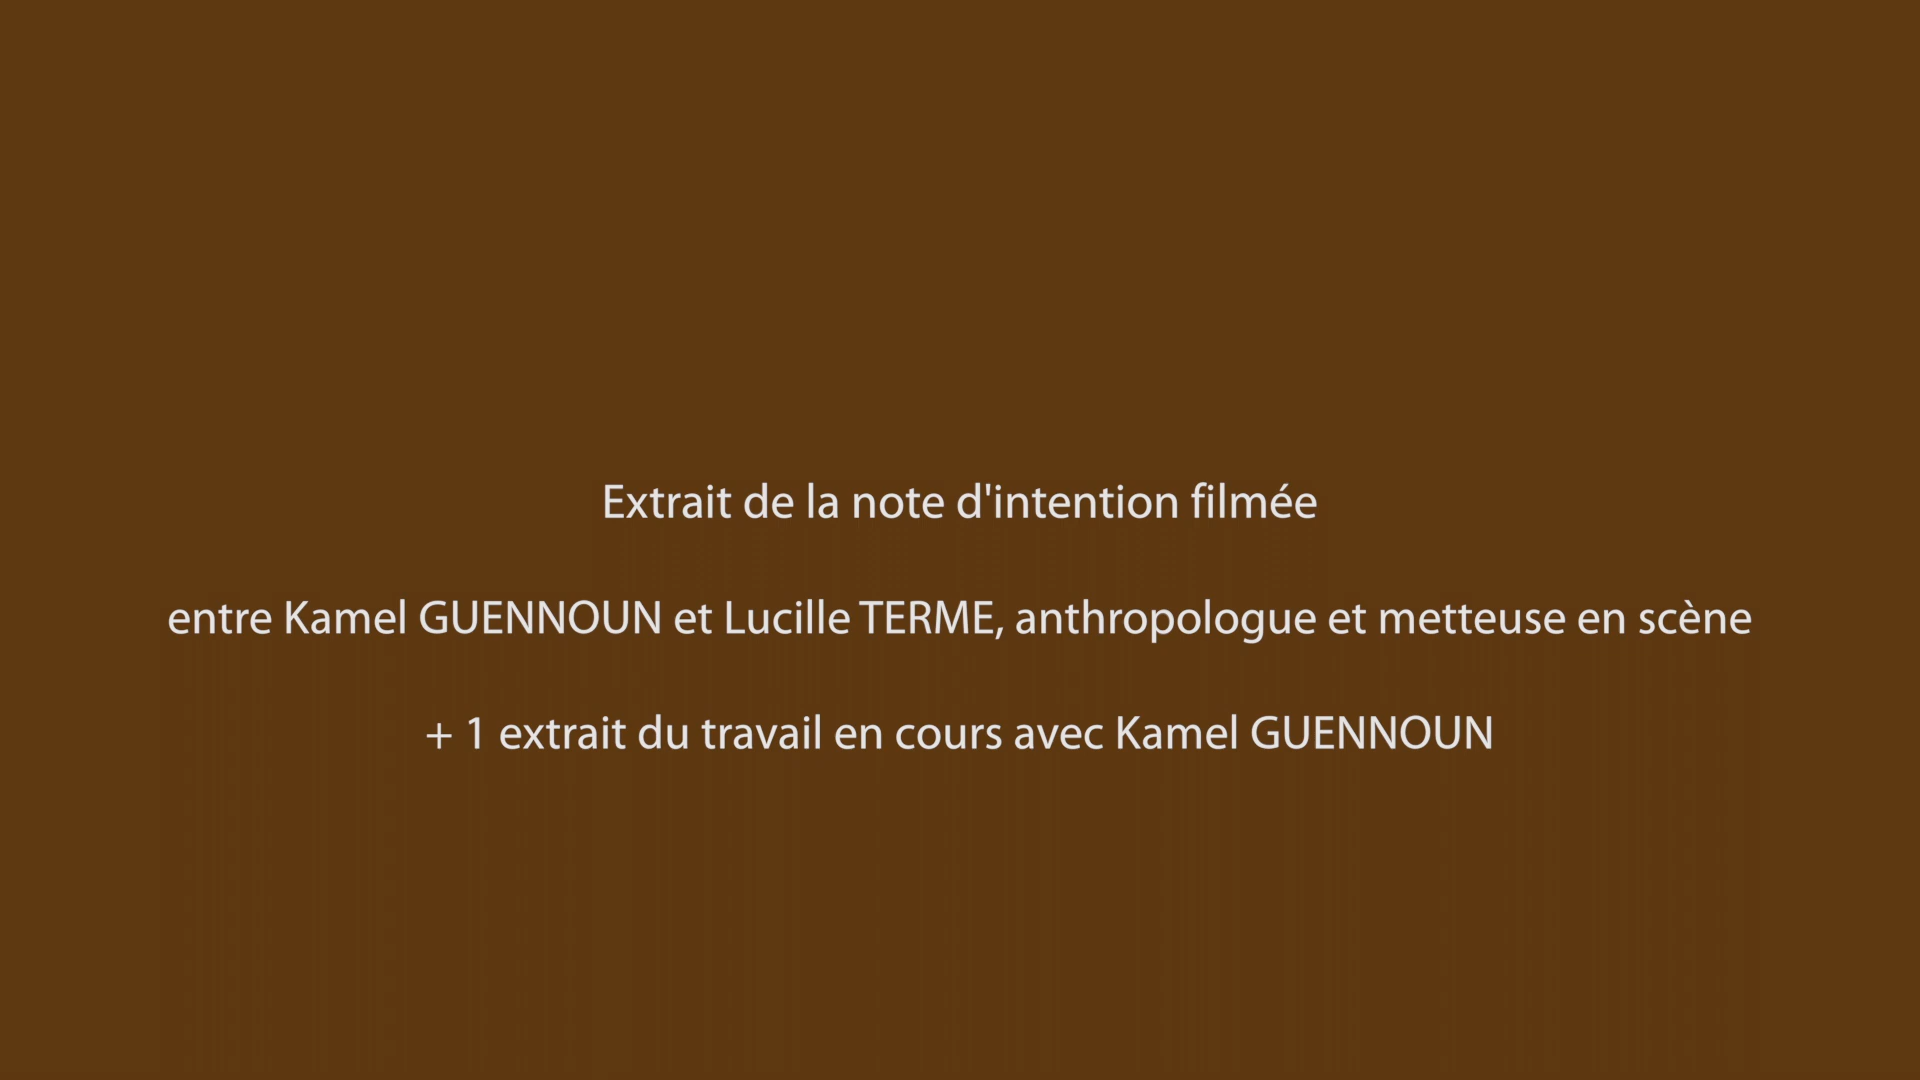 Extrait de la note d'intention filmée
entre Kamel GUENNOUN et Lucille TERME, anthropologue et metteuse en scène
+ 1 extrait du travail en cours avec Kamel GUENNOUN